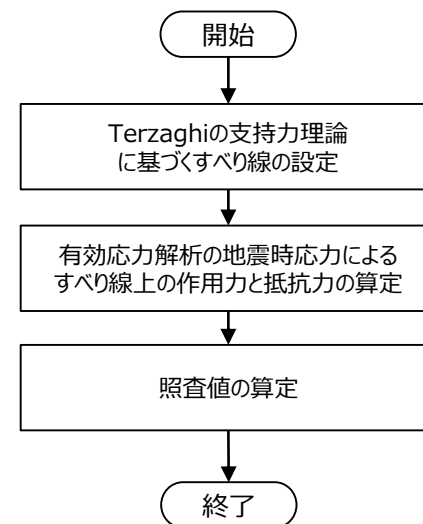 開始
Terzaghiの支持力理論
に基づくすべり線の設定
有効応力解析の地震時応力による
すべり線上の作用力と抵抗力の算定
照査値の算定
終了